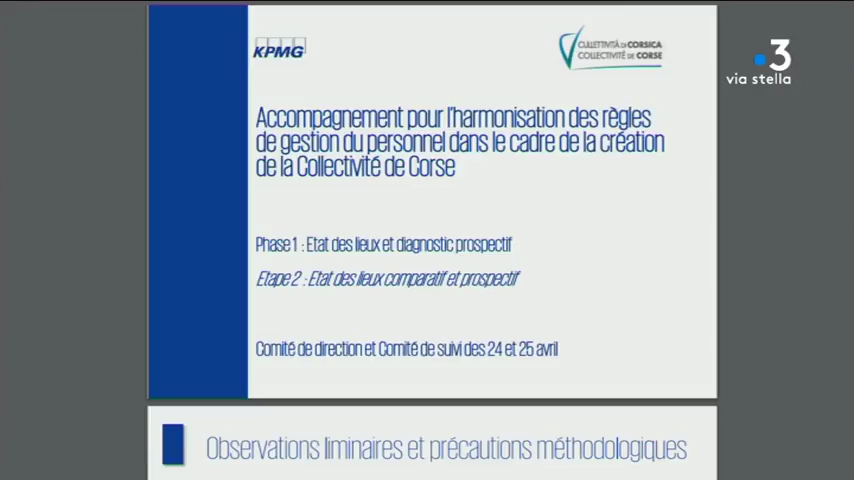 KPMG
CULLETTIVITÀ DI CORSICA
COLLECTIVITÉ DE CORSE
3
via stella
Accompagnement pour l'harmonisation des règles
de gestion du personnel dans le cadre de la création
de la Collectivité de Corse
Phase 1 : Etat des lieux et diagnostic prospectif
Etape 2 : Etat des lieux comparatif et prospectif
Comité de direction et Comité de suivi des 24 et 25 avril
Observations liminaires et précautions méthodologiques